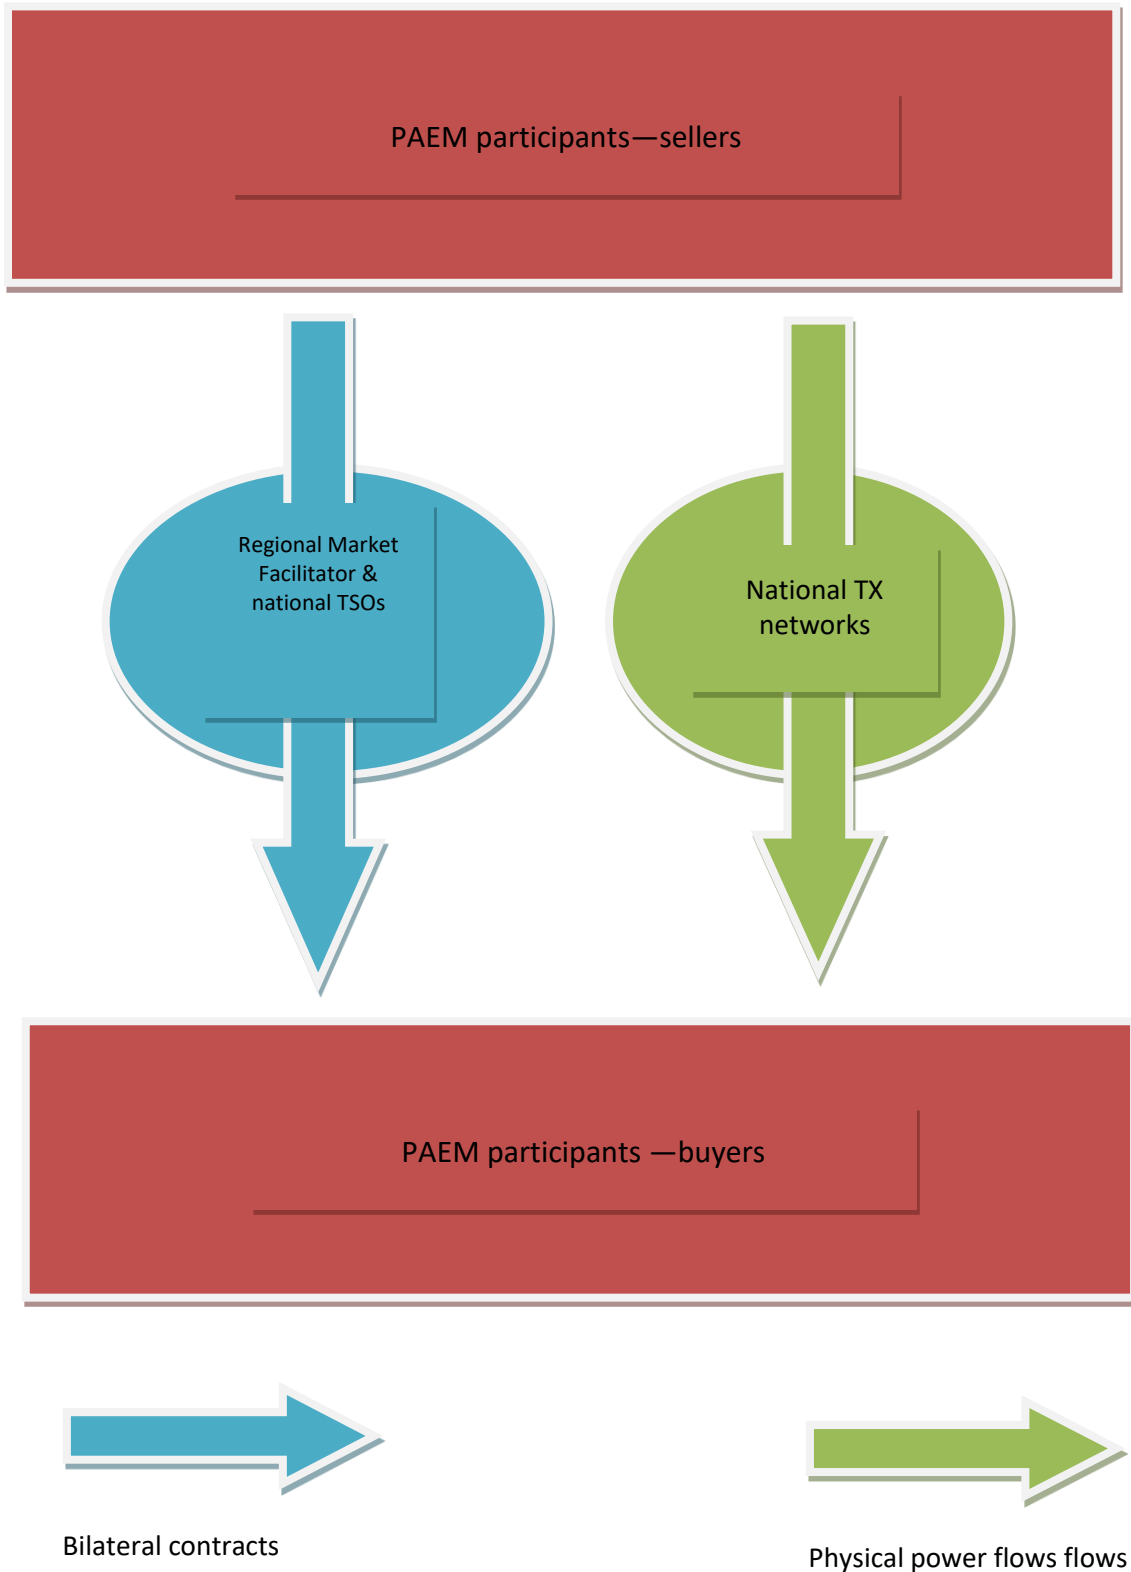 PAEM participants—sellers
Regional Market
Facilitator &
national TSOs
National TX
networks
PAEM participants —buyers
Bilateral contracts
Physical power flows flows